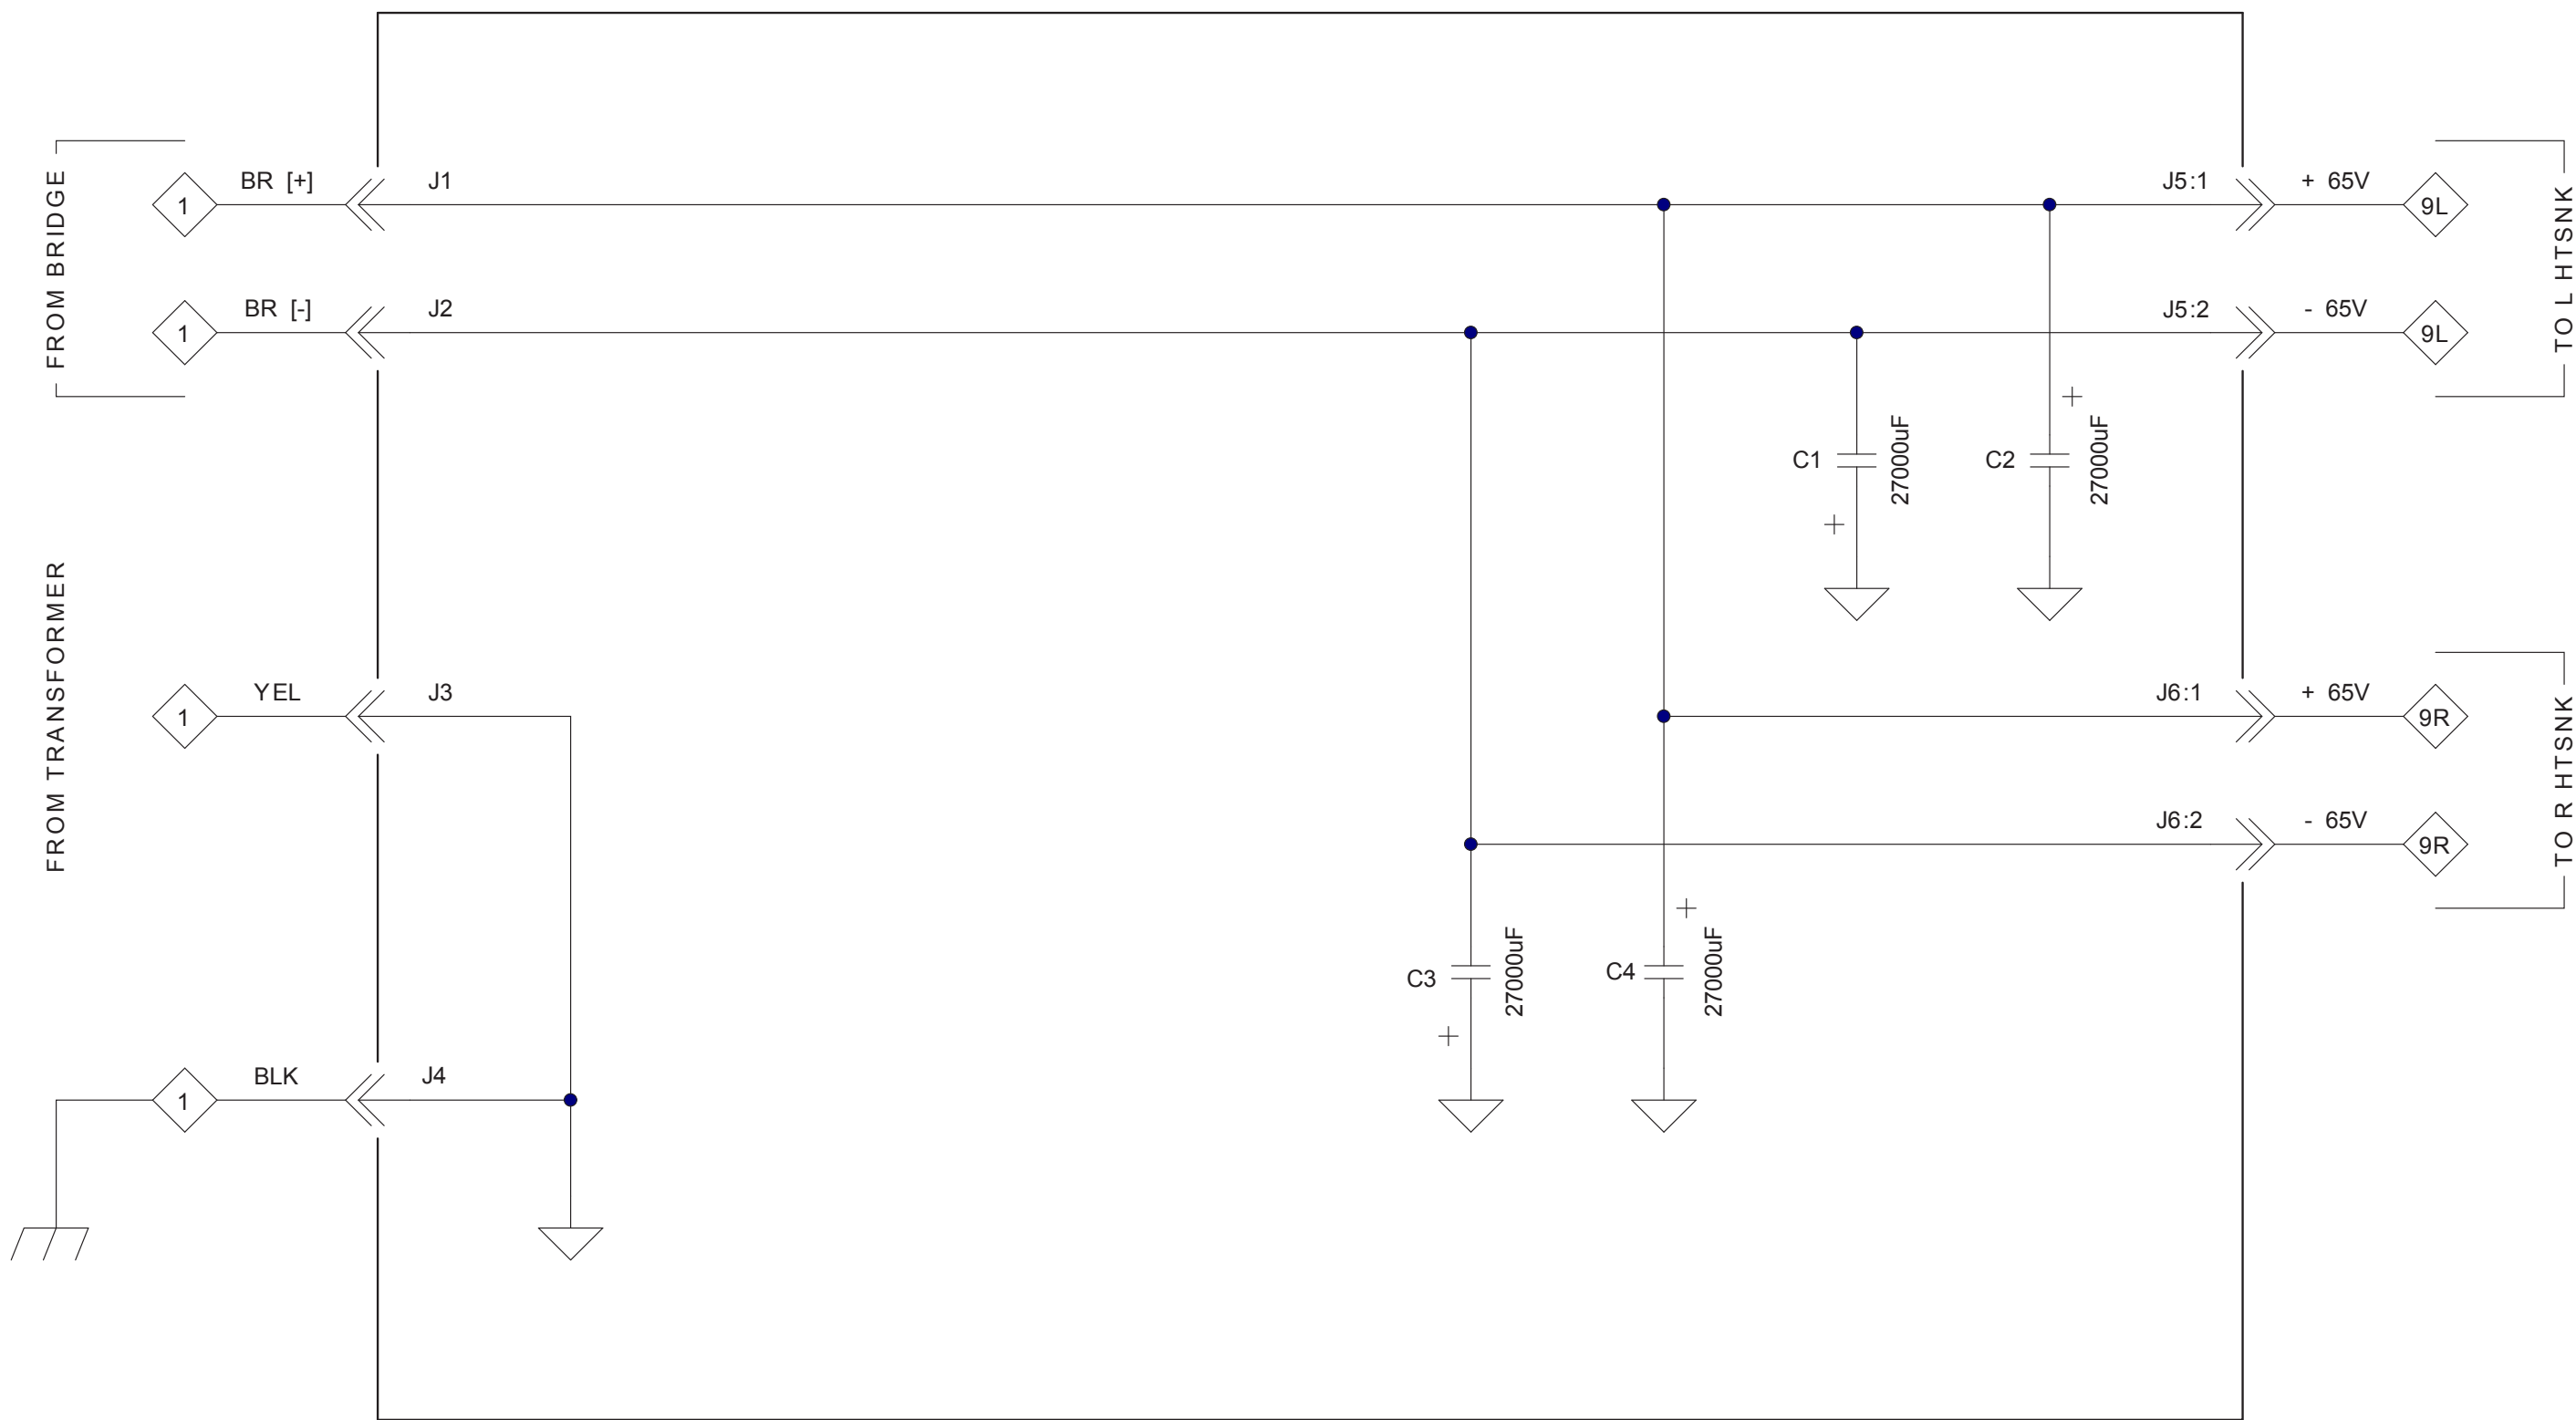 FROM BRIDGE
1
BR [+]
J1
J5:1
+ 65V
9L
1
BR [-]
J2
J5:2
- 65V
9L
TO L HTSNK
C1
27000uF
+
C2
27000uF
+
FROM TRANSFORMER
1
YEL
J3
J6:1
+ 65V
9R
J6:2
- 65V
9R
TO R HTSNK
C3
27000uF
+
C4
27000uF
+
1
BLK
J4